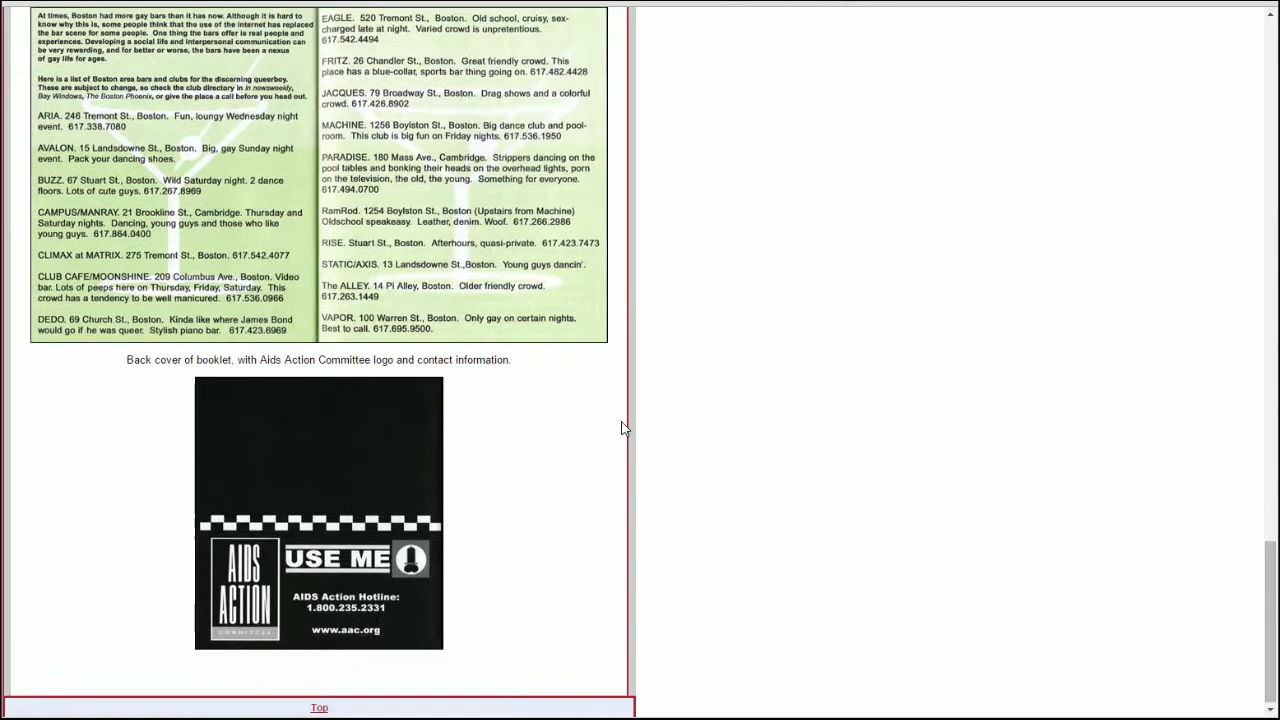 At times, Boston had more gay bars than it has now. Although it is hard to
know why this is, some people think that the use of the internet has replaced
the bar scene for some people. One thing the bars offer is real people and
experiences. Developing a social life and interpersonal communication can
be very rewarding, and for better or worse, the bars have been a nexus
of gay life for ages.
Here is a list of Boston area bars and clubs for the discerning queerboy.
These are subject to change, so check the club directory in in newsweekly,
Bay Windows, The Boston Phoenix, or give the place a call before you head out.
ARIA. 246 Tremont St., Boston. Fun, loungy Wednesday night
event. 617.338.7080
AVALON. 15 Landsdowne St., Boston. Big, gay Sunday night
event. Pack your dancing shoes.
BUZZ. 67 Stuart St., Boston. Wild Saturday night. 2 dance
floors. Lots of cute guys. 617.267.8969
CAMPUS/MANRAY. 21 Brookline St., Cambridge. Thursday and
Saturday nights. Dancing, young guys and those who like
young guys. 617.864.0400
CLIMAX at MATRIX. 275 Tremont St., Boston. 617.542.4077
CLUB CAFE/MOONSHINE. 209 Columbus Ave., Boston. Video
bar. Lots of peeps here on Thursday, Friday, Saturday. This
crowd has a tendency to be well manicured. 617.536.0966
DEDO. 69 Church St., Boston. Kinda like where James Bond
would go if he was queer. Stylish piano bar. 617.423.6969
EAGLE. 520 Tremont St., Boston. Old school, cruisy, sex-
charged late at night. Varied crowd is unpretentious.
617.542.4494
FRITZ. 26 Chandler St., Boston. Great friendly crowd. This
place has a blue-collar, sports bar thing going on. 617.482.4428
JACQUES. 79 Broadway St., Boston. Drag shows and a colorful
crowd. 617.426.8902
MACHINE. 1256 Boylston St., Boston. Big dance club and pool-
room. This club is big fun on Friday nights. 617.536.1950
PARADISE. 180 Mass Ave., Cambridge. Strippers dancing on the
pool tables and bonking their heads on the overhead lights, porn
on the television, the old, the young. Something for everyone.
617.494.0700
RamRod. 1254 Boylston St., Boston (Upstairs from Machine)
Oldschool speakeasy. Leather, denim. Woof. 617.266.2986
RISE. Stuart St., Boston. Afterhours, quasi-private. 617.423.7473
STATIC/AXIS. 13 Landsdowne St.,Boston. Young guys dancin'.
The ALLEY. 14 Pi Alley, Boston. Older friendly crowd.
617.263.1449
VAPOR. 100 Warren St., Boston. Only gay on certain nights.
Best to call. 617.695.9500.
Back cover of booklet, with Aids Action Committee logo and contact information.
AIDS
ACTION
COMMITTEE
USE ME
AIDS Action Hotline:
1.800.235.2331
www.aac.org
Top